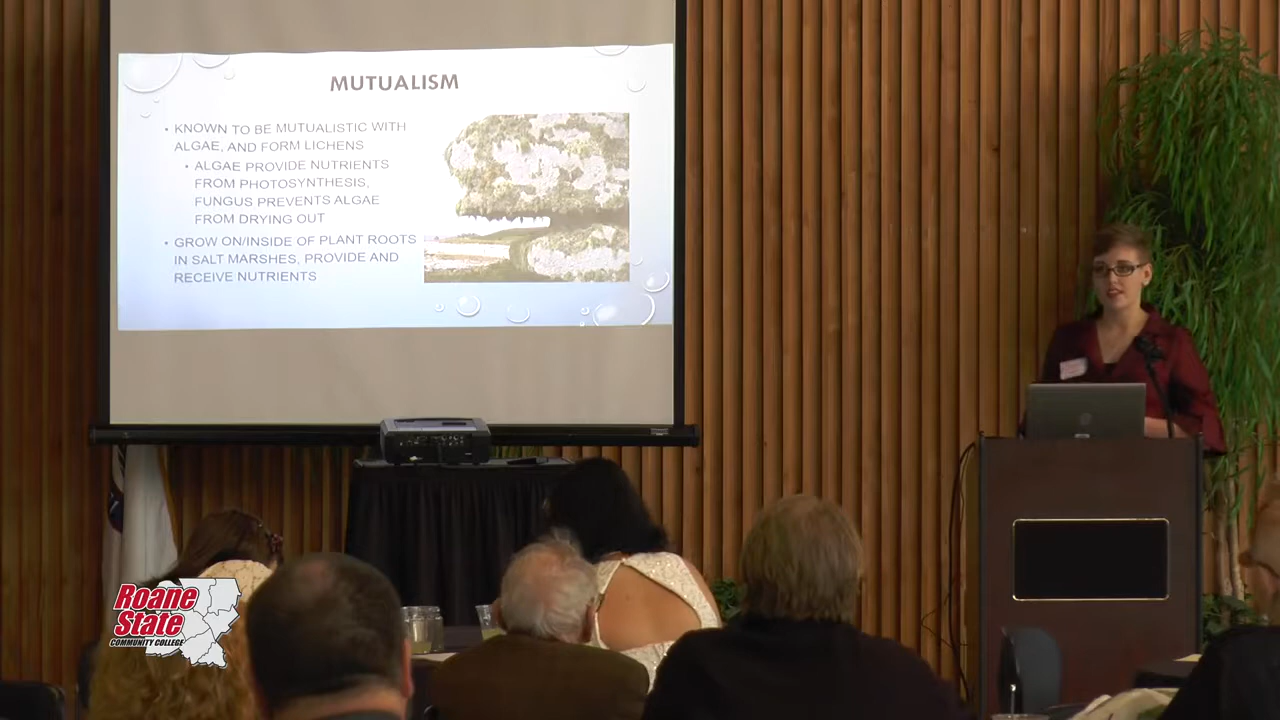 MUTUALISM
• KNOWN TO BE MUTUALISTIC WITH
ALGAE, AND FORM LICHENS
• ALGAE PROVIDE NUTRIENTS
FROM PHOTOSYNTHESIS,
FUNGUS PREVENTS ALGAE
FROM DRYING OUT
• GROW ON/INSIDE OF PLANT ROOTS
IN SALT MARSHES, PROVIDE AND
RECEIVE NUTRIENTS
Roane
State
COMMUNITY COLLEGE